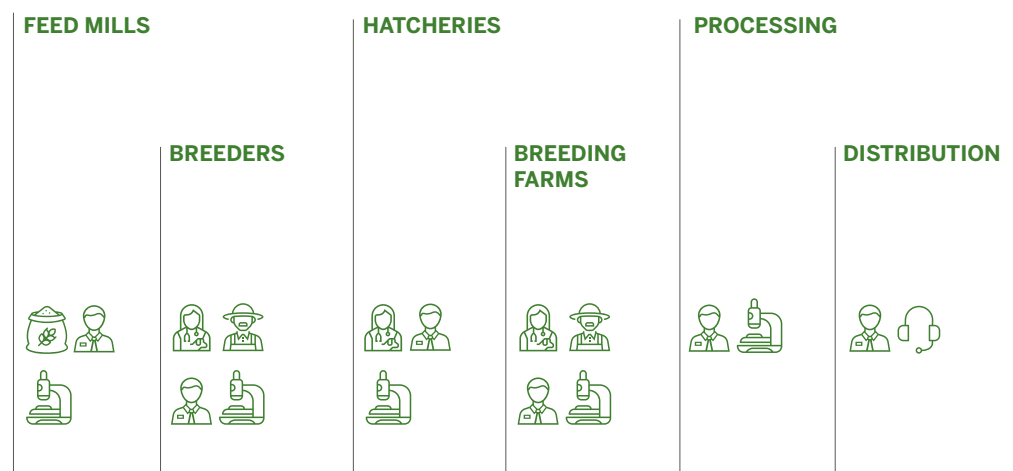 FEED MILLS
HATCHERIES
PROCESSING
BREEDERS
BREEDING
FARMS
DISTRIBUTION